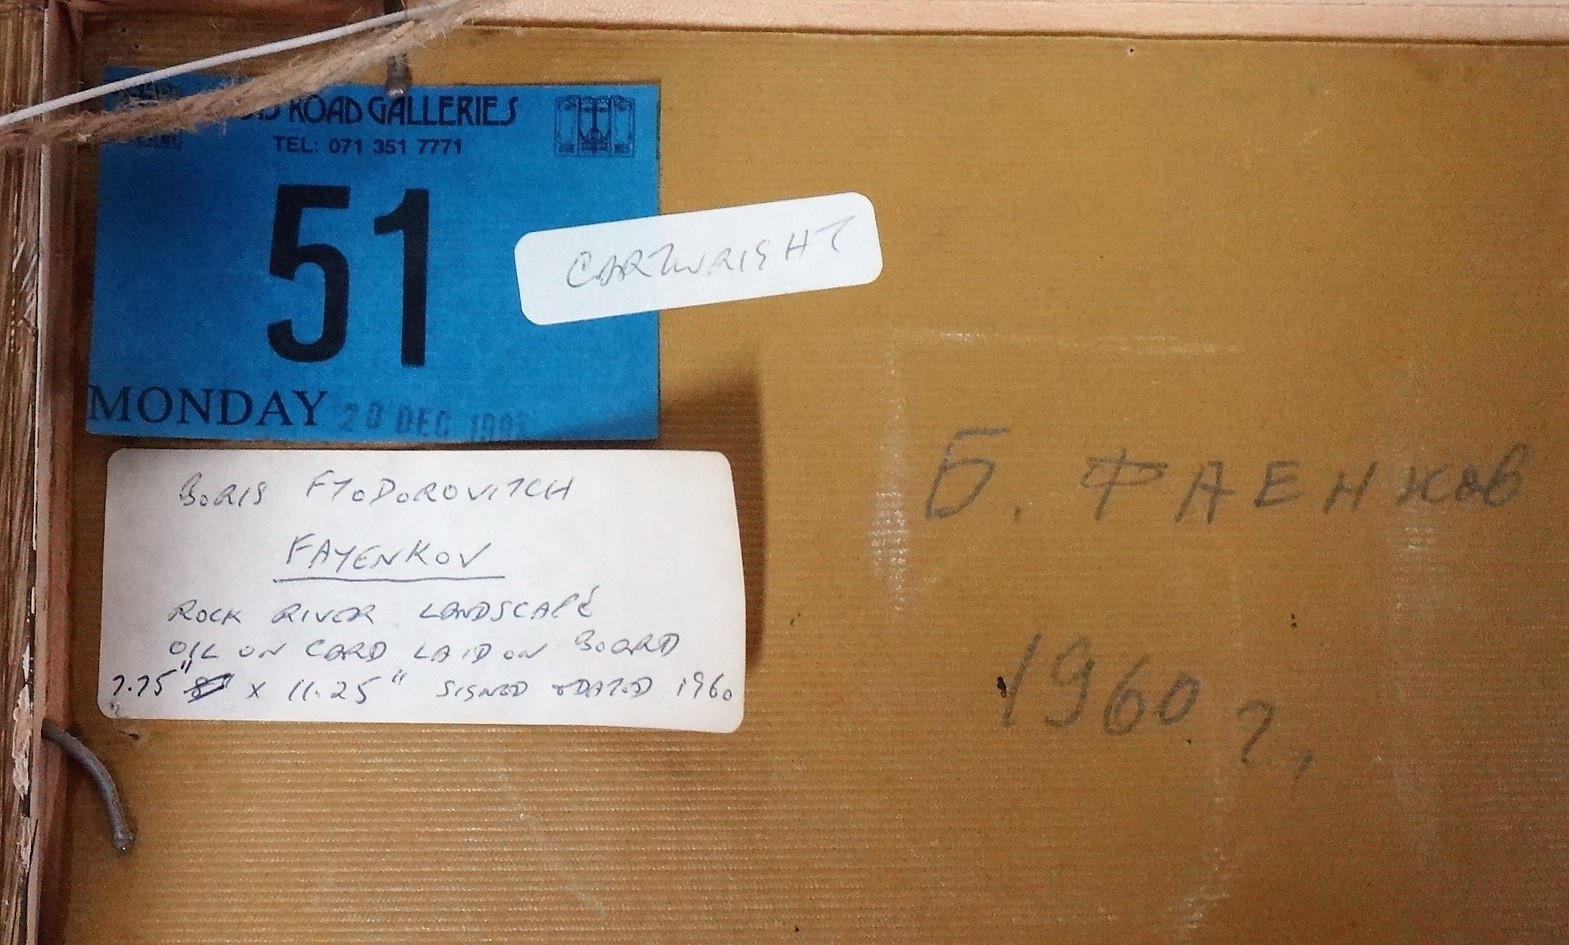 ROAD GALLERIES
TEL: 071 351 7771
51
MONDAY 20 DEC
CARTWRIGHT
BORIS FYODOROVITCH
FAYENKOV
ROCK RIVER LANDSCAPE
OIL ON CARD LAID ON BOARD
7.75" x 11.25" SIGNED & DATED 1960
Б. ФАЕНКОВ
1960 г.